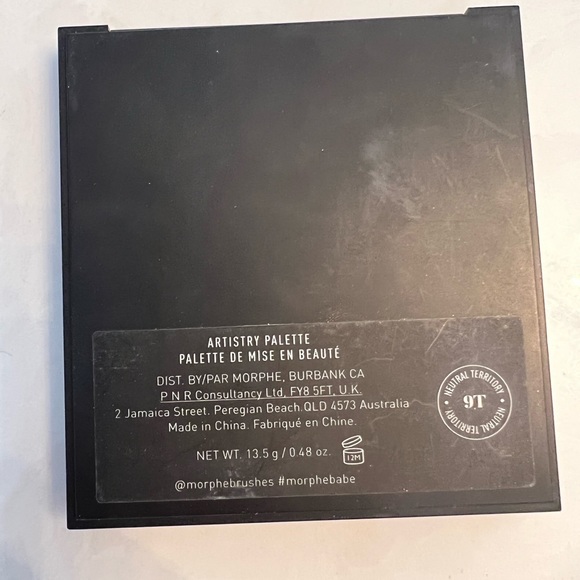 ARTISTRY PALETTE
PALETTE DE MISE EN BEAUTÉ
DIST. BY/PAR MORPHE, BURBANK CA
P N R Consultancy Ltd, FY8 5FT, U.K.
2 Jamaica Street. Peregian Beach.QLD 4573 Australia
Made in China. Fabriqué en Chine.
NET WT. 13.5 g / 0.48 oz.
12M
@morphebrushes #morphebabe
NEUTRAL TERRITORY • NEUTRAL TERRITORY •
9T